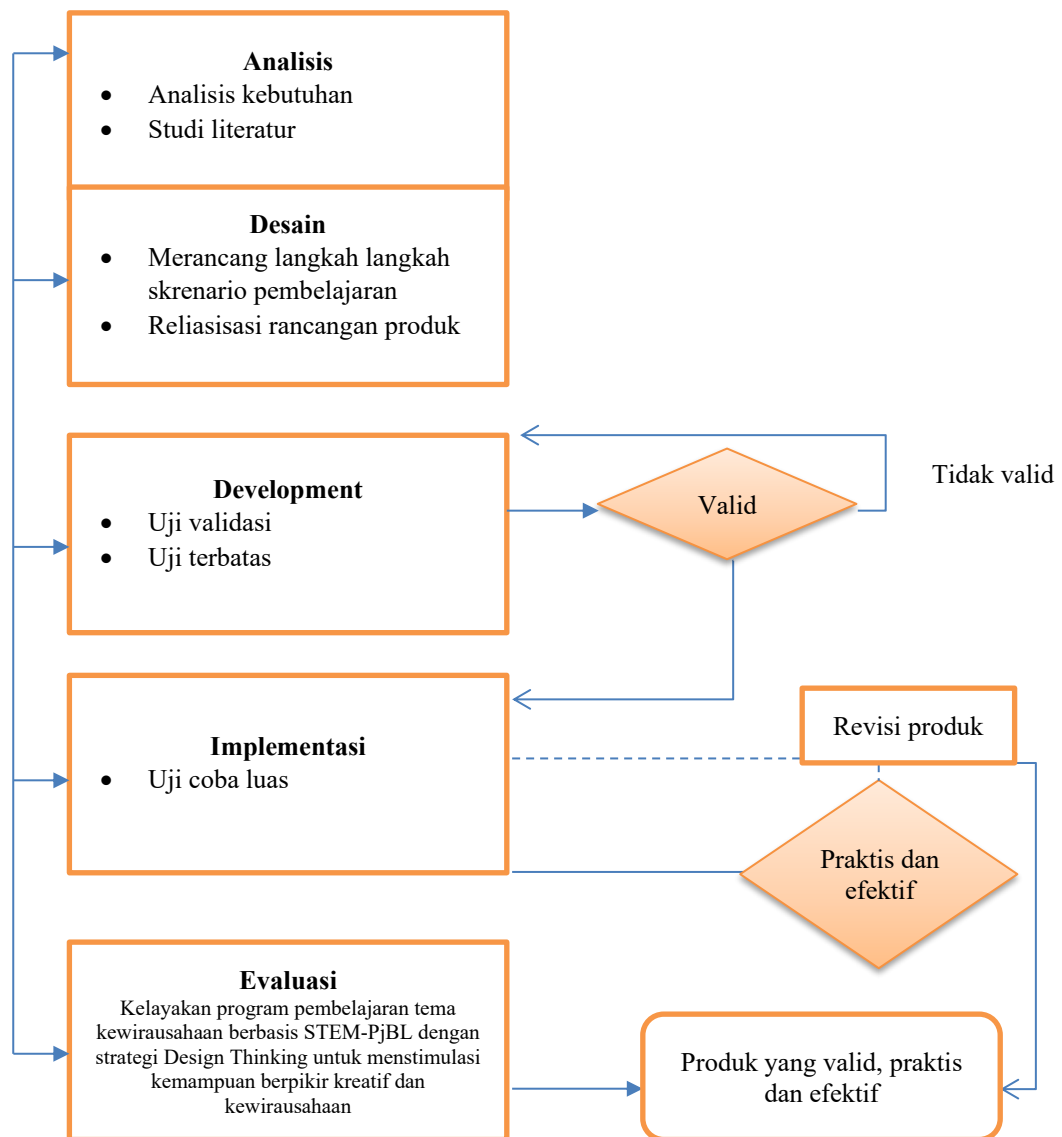 Analisis
• Analisis kebutuhan
• Studi literatur
Desain
• Merancang langkah langkah
skrenario pembelajaran
• Reliasisasi rancangan produk
Development
• Uji validasi
• Uji terbatas
Valid
Tidak valid
Implementasi
• Uji coba luas
Revisi produk
Praktis dan
efektif
Evaluasi
Kelayakan program pembelajaran tema
kewirausahaan berbasis STEM-PjBL dengan
strategi Design Thinking untuk menstimulasi
kemampuan berpikir kreatif dan
kewirausahaan
Produk yang valid, praktis
dan efektif